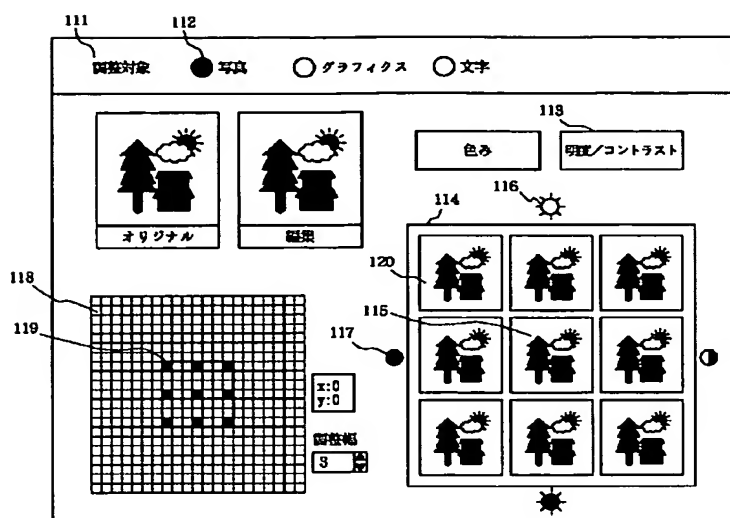 111
112
調整対象 写真 グラフィクス 文字
113
色み 明度/コントラスト
オリジナル 編集
116
114
118
120
119
115
117
x:0
y:0
調整幅
3